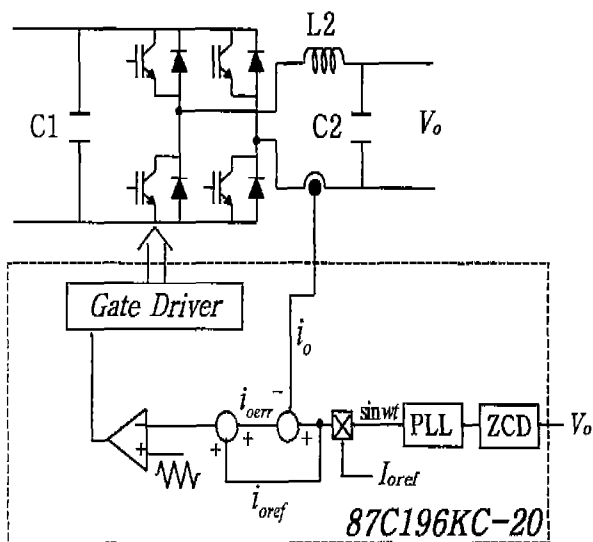 L2
C1
C2
Vo
Gate Driver
io
ioerr
-
sinwt
+
+
+
+
PLL
ZCD
Vo
Ioref
ioref
87C196KC-20